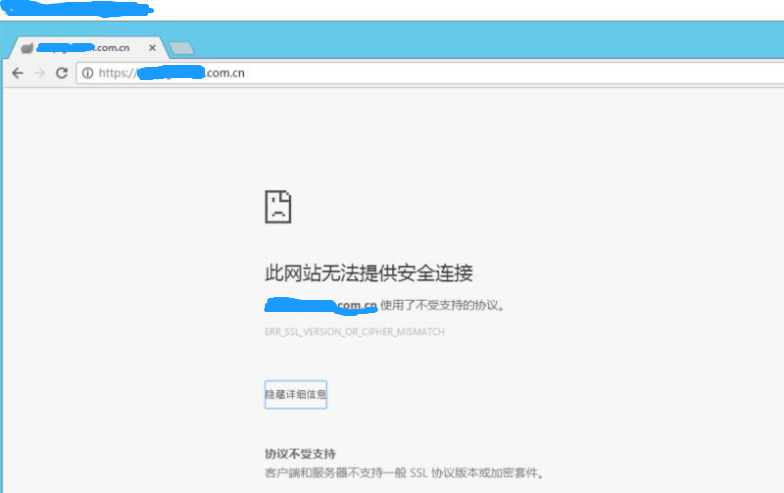 .com.cn
https:// .com.cn
此网站无法提供安全连接
.com.cn 使用了不受支持的协议。
ERR_SSL_VERSION_OR_CIPHER_MISMATCH
隐藏详细信息
协议不受支持
客户端和服务器不支持一般 SSL 协议版本或加密套件。